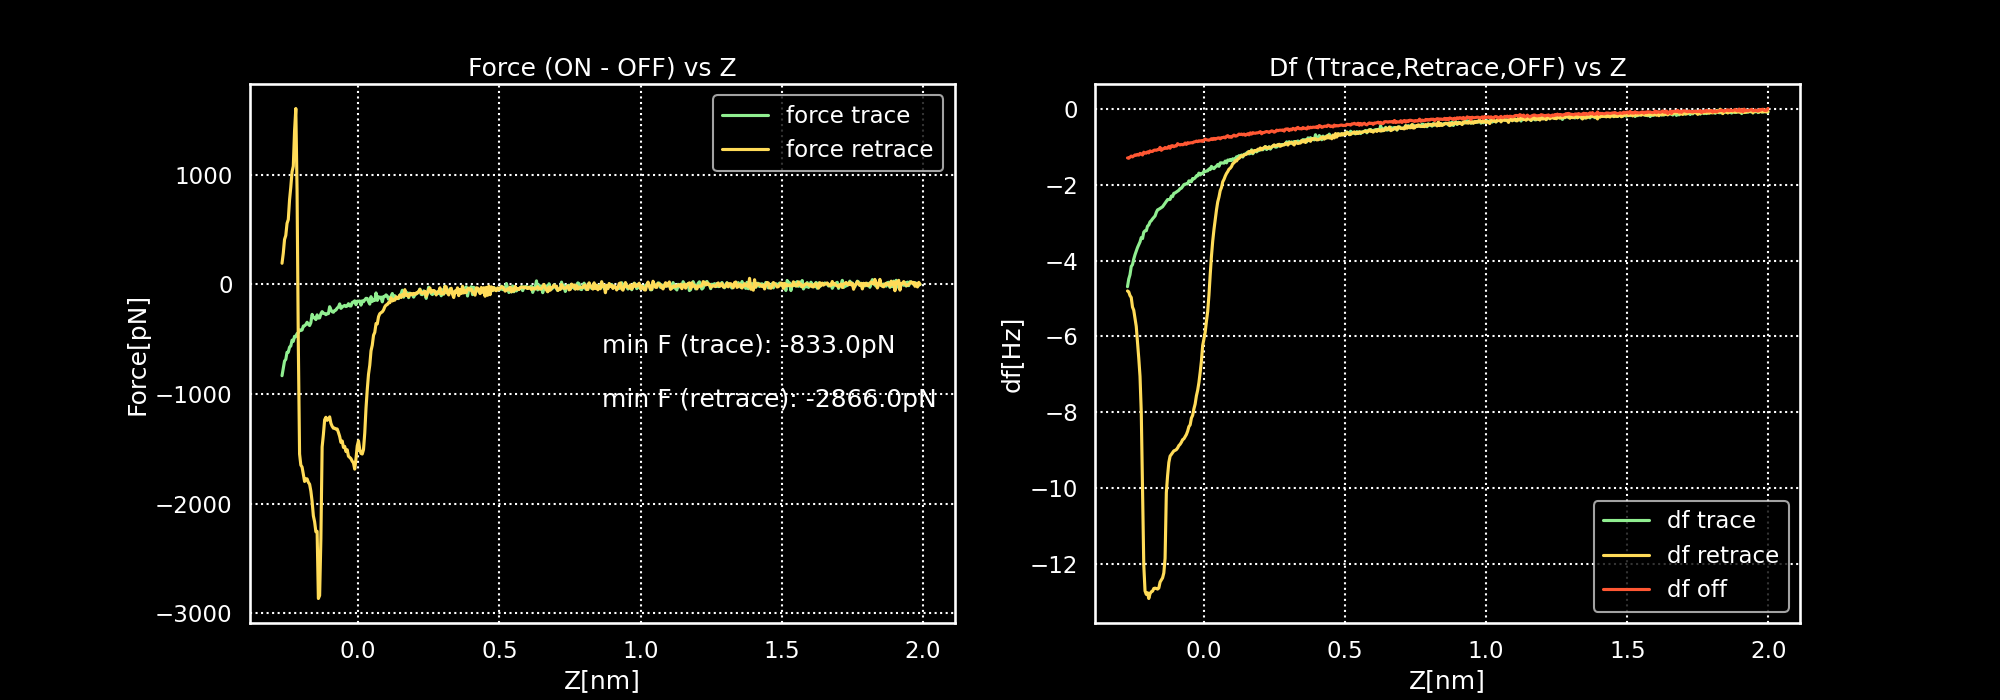 Force (ON - OFF) vs Z
force trace
force retrace
1000
0
−1000
−2000
−3000
Force[pN]
min F (trace): -833.0pN
min F (retrace): -2866.0pN
0.0 0.5 1.0 1.5 2.0
Z[nm]
Df (Ttrace,Retrace,OFF) vs Z
0
−2
−4
−6
−8
−10
−12
df[Hz]
df trace
df retrace
df off
0.0 0.5 1.0 1.5 2.0
Z[nm]